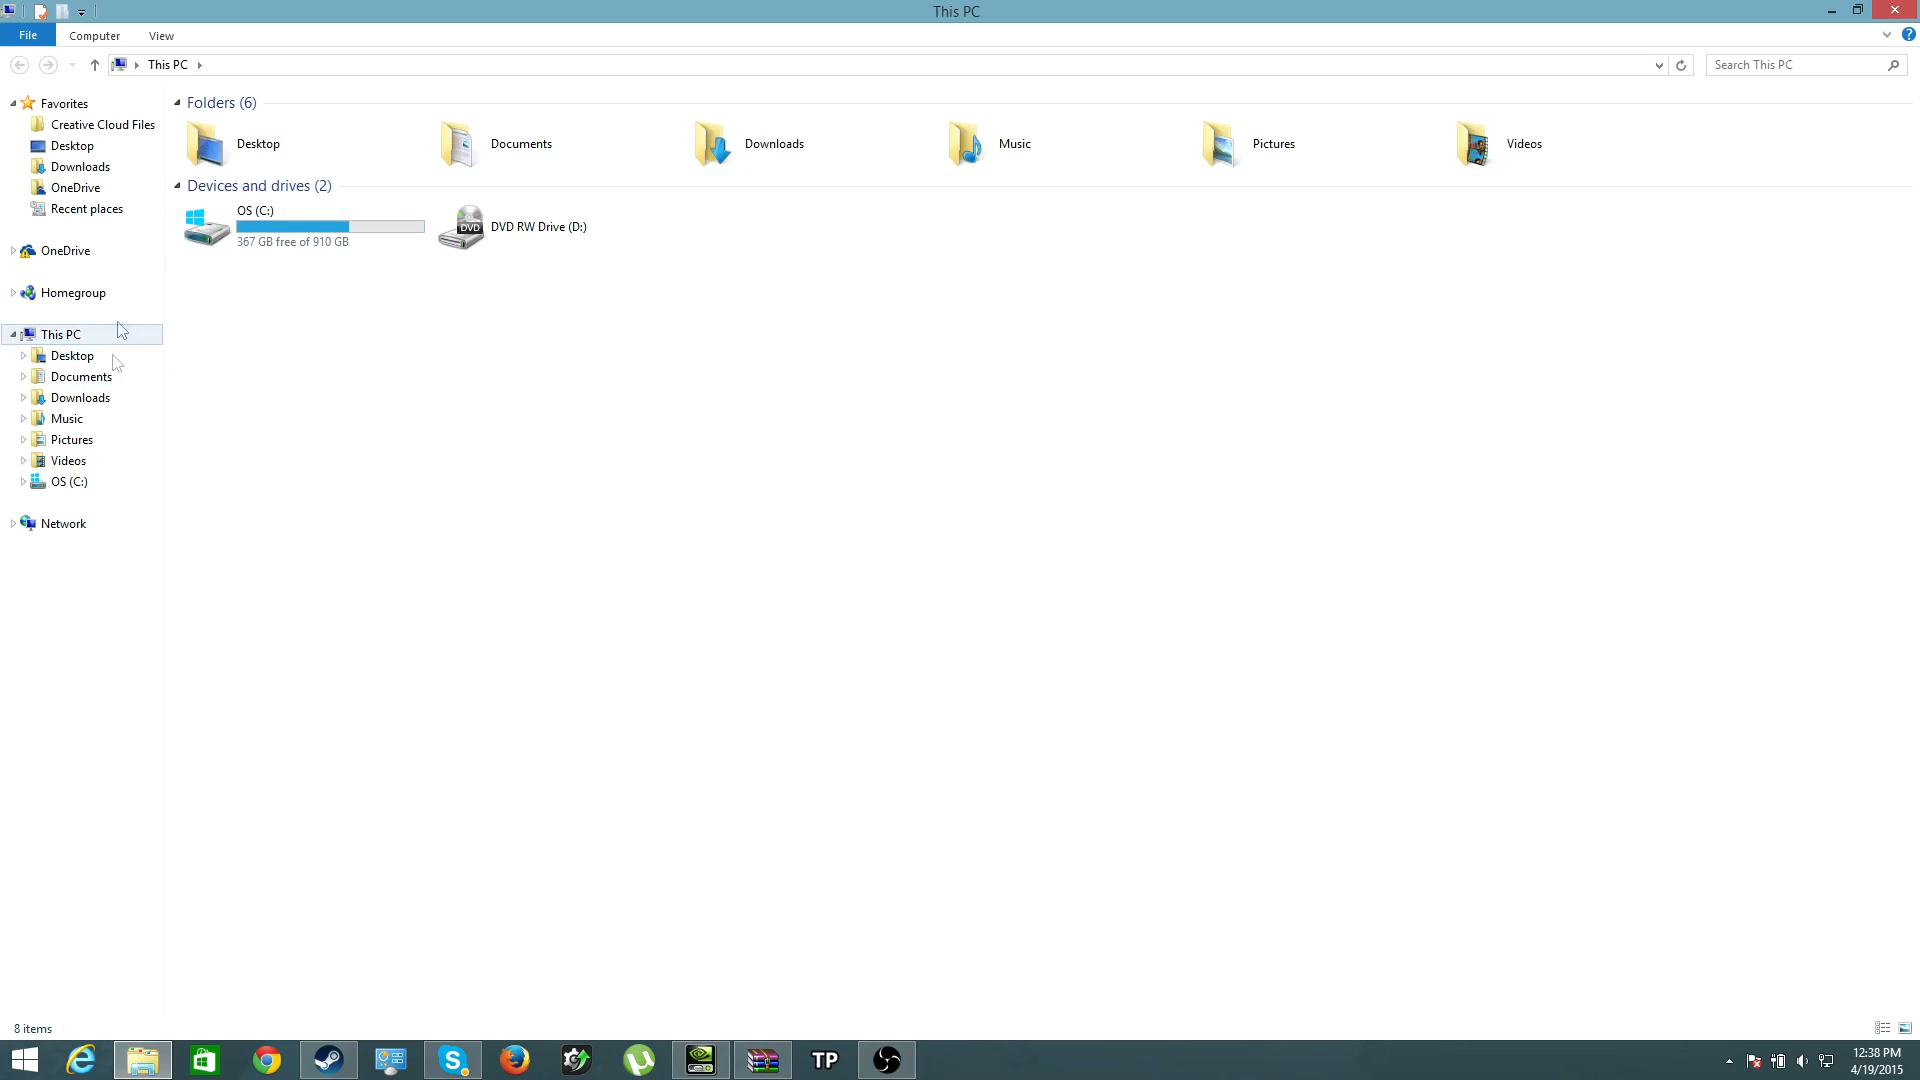 This PC
File Computer View
This PC
Search This PC
Favorites
Creative Cloud Files
Desktop
Downloads
OneDrive
Recent places
OneDrive
Homegroup
This PC
Desktop
Documents
Downloads
Music
Pictures
Videos
OS (C:)
Network
Folders (6)
Desktop Documents Downloads Music Pictures Videos
Devices and drives (2)
OS (C:)
367 GB free of 910 GB
DVD
DVD RW Drive (D:)
8 items
TP
12:38 PM
4/19/2015